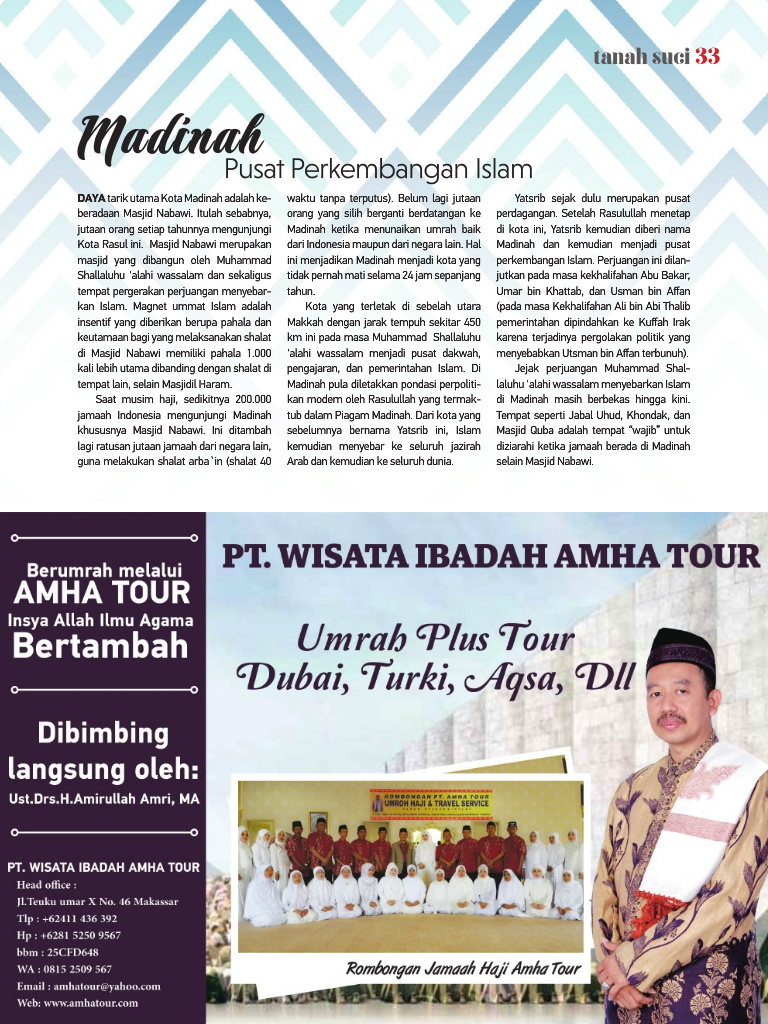 tanah suci 33
Madinah
Pusat Perkembangan Islam
DAYA tarik utama Kota Madinah adalah ke-
beradaan Masjid Nabawi. Itulah sebabnya,
jutaan orang setiap tahunnya mengunjungi
Kota Rasul ini. Masjid Nabawi merupakan
masjid yang dibangun oleh Muhammad
Shallaluhu 'alahi wassalam dan sekaligus
tempat pergerakan perjuangan menyebar-
kan Islam. Magnet ummat Islam adalah
insentif yang diberikan berupa pahala dan
keutamaan bagi yang melaksanakan shalat
di Masjid Nabawi memiliki pahala 1.000
kali lebih utama dibanding dengan shalat di
tempat lain, selain Masjidil Haram.
Saat musim haji, sedikitnya 200.000
jamaah Indonesia mengunjungi Madinah
khususnya Masjid Nabawi. Ini ditambah
lagi ratusan jutaan jamaah dari negara lain,
guna melakukan shalat arba`in (shalat 40
waktu tanpa terputus). Belum lagi jutaan
orang yang silih berganti berdatangan ke
Madinah ketika menunaikan umrah baik
dari Indonesia maupun dari negara lain. Hal
ini menjadikan Madinah menjadi kota yang
tidak pernah mati selama 24 jam sepanjang
tahun.
Kota yang terletak di sebelah utara
Makkah dengan jarak tempuh sekitar 450
km ini pada masa Muhammad Shallaluhu
'alahi wassalam menjadi pusat dakwah,
pengajaran, dan pemerintahan Islam. Di
Madinah pula diletakkan pondasi perpoliti-
kan modern oleh Rasulullah yang termak-
tub dalam Piagam Madinah. Dari kota yang
sebelumnya bernama Yatsrib ini, Islam
kemudian menyebar ke seluruh jazirah
Arab dan kemudian ke seluruh dunia.
Yatsrib sejak dulu merupakan pusat
perdagangan. Setelah Rasulullah menetap
di kota ini, Yatsrib kemudian diberi nama
Madinah dan kemudian menjadi pusat
perkembangan Islam. Perjuangan ini dilan-
jutkan pada masa kekhalifahan Abu Bakar,
Umar bin Khattab, dan Usman bin Affan
(pada masa Kekhalifahan Ali bin Abi Thalib
pemerintahan dipindahkan ke Kuffah Irak
karena terjadinya pergolakan politik yang
menyebabkan Utsman bin Affan terbunuh).
Jejak perjuangan Muhammad Shal-
laluhu 'alahi wassalam menyebarkan Islam
di Madinah masih berbekas hingga kini.
Tempat seperti Jabal Uhud, Khondak, dan
Masjid Quba adalah tempat “wajib” untuk
diziarahi ketika jamaah berada di Madinah
selain Masjid Nabawi.
Berumrah melalui
AMHA TOUR
Insya Allah Ilmu Agama
Bertambah
Dibimbing
langsung oleh:
Ust.Drs.H.Amirullah Amri, MA
PT. WISATA IBADAH AMHA TOUR
Head office :
Jl.Teuku umar X No. 46 Makassar
Tlp : +62411 436 392
Hp : +6281 5250 9567
bbm : 25CFD648
WA : 0815 2509 567
Email : amhatour@yahoo.com
Web: www.amhatour.com
PT. WISATA IBADAH AMHA TOUR
Umrah Plus Tour
Dubai, Turki, Aqsa, Dll
ROMBONGAN PT. AMHA TOUR
UMROH HAJI & TRAVEL SERVICE
Rombongan Jamaah Haji Amha Tour